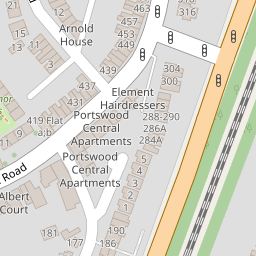 Arnold
House
13
15
11
3
453
463
457
449
439
304
300
437
431
Element
Hairdressers
Portswood
Central
Apartments
288-290
286A
284A
419 Flat
a, b
Portswood
Central
Apartments
5
4
3
2
1
Road
Albert
Court
181
177
190
186